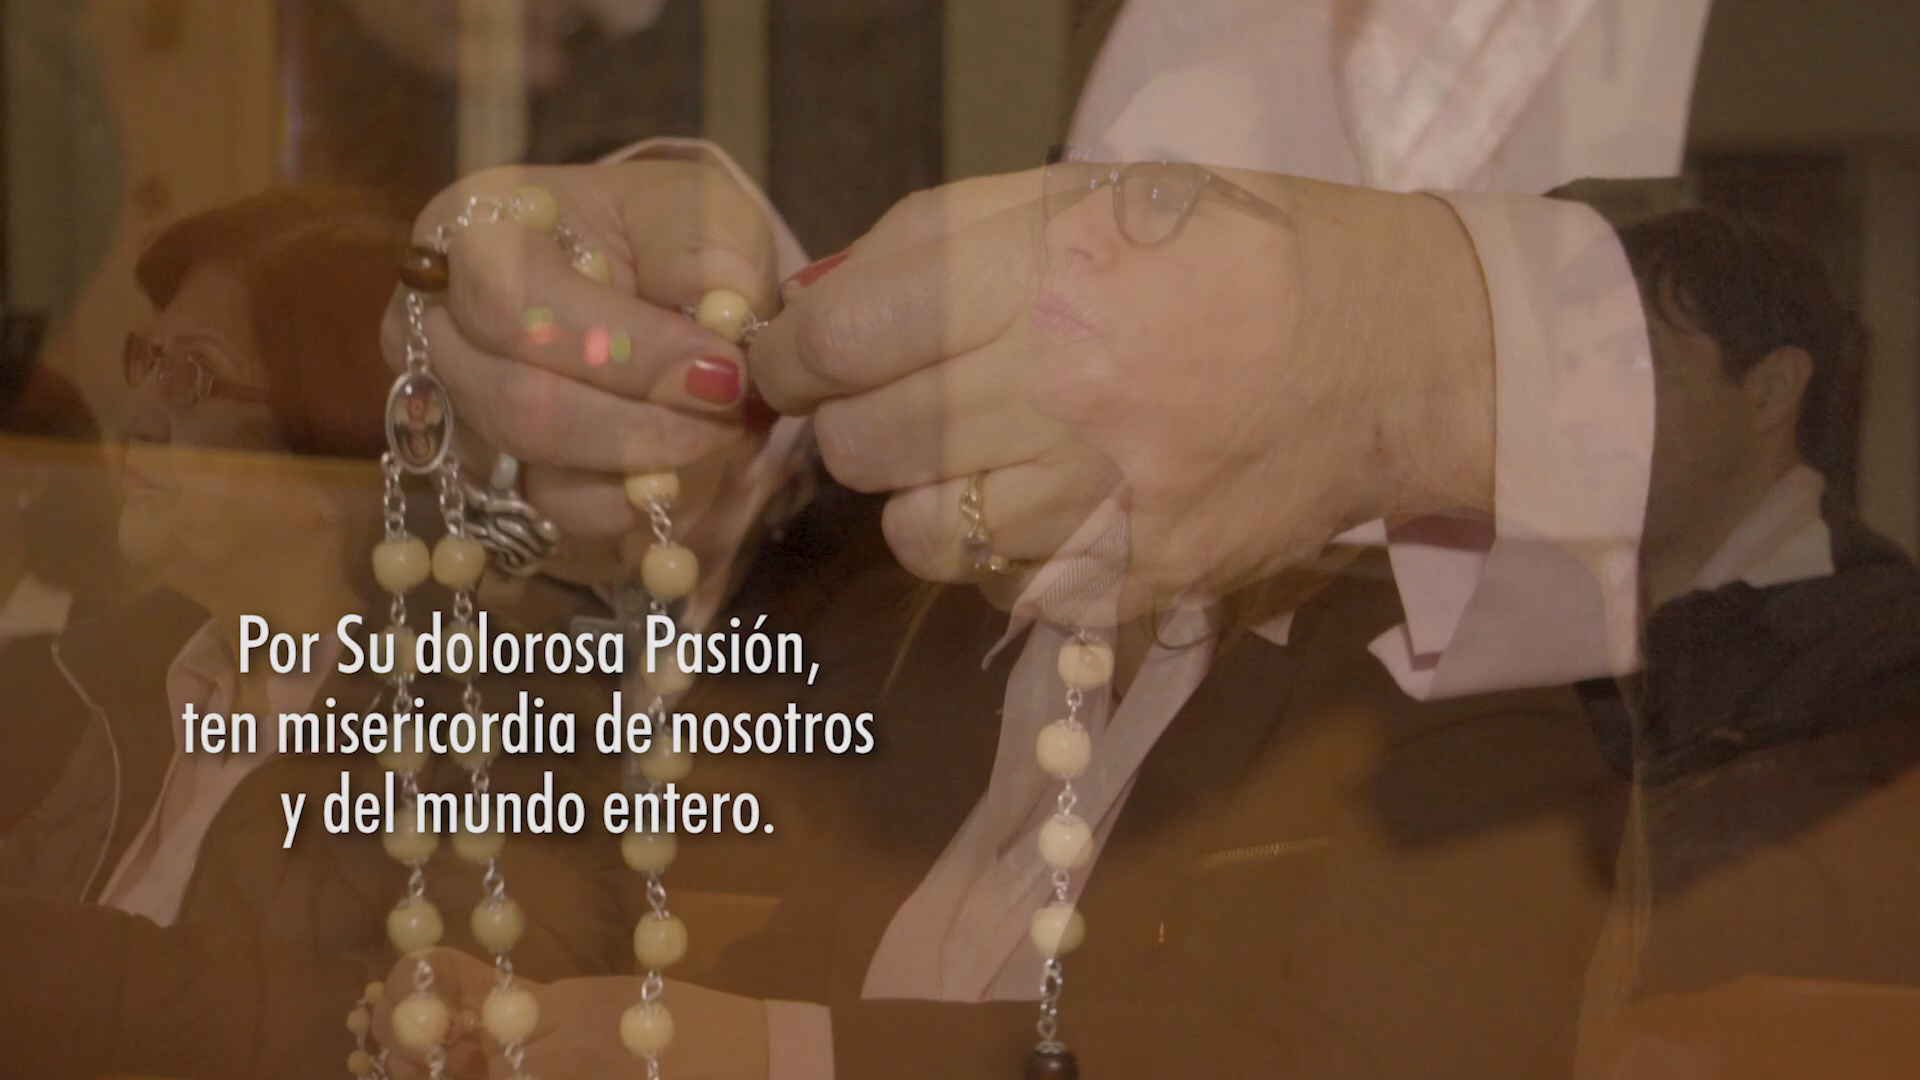 Por Su dolorosa Pasión,
ten misericordia de nosotros
y del mundo entero.